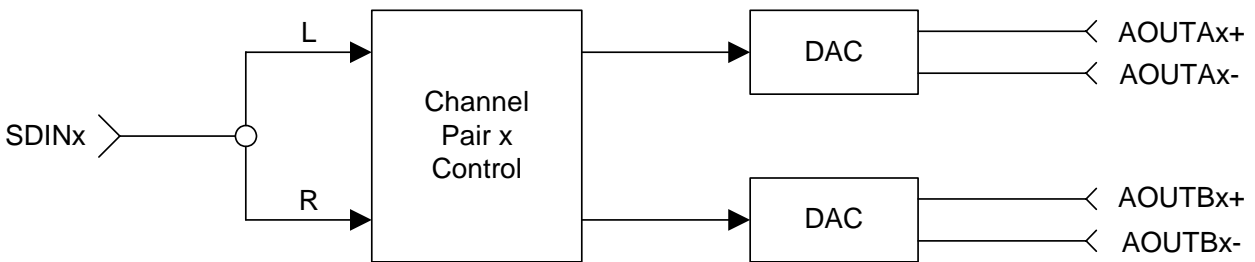 SDINx
L
R
Channel
Pair x
Control
DAC
AOUTAx+
AOUTAx-
DAC
AOUTBx+
AOUTBx-